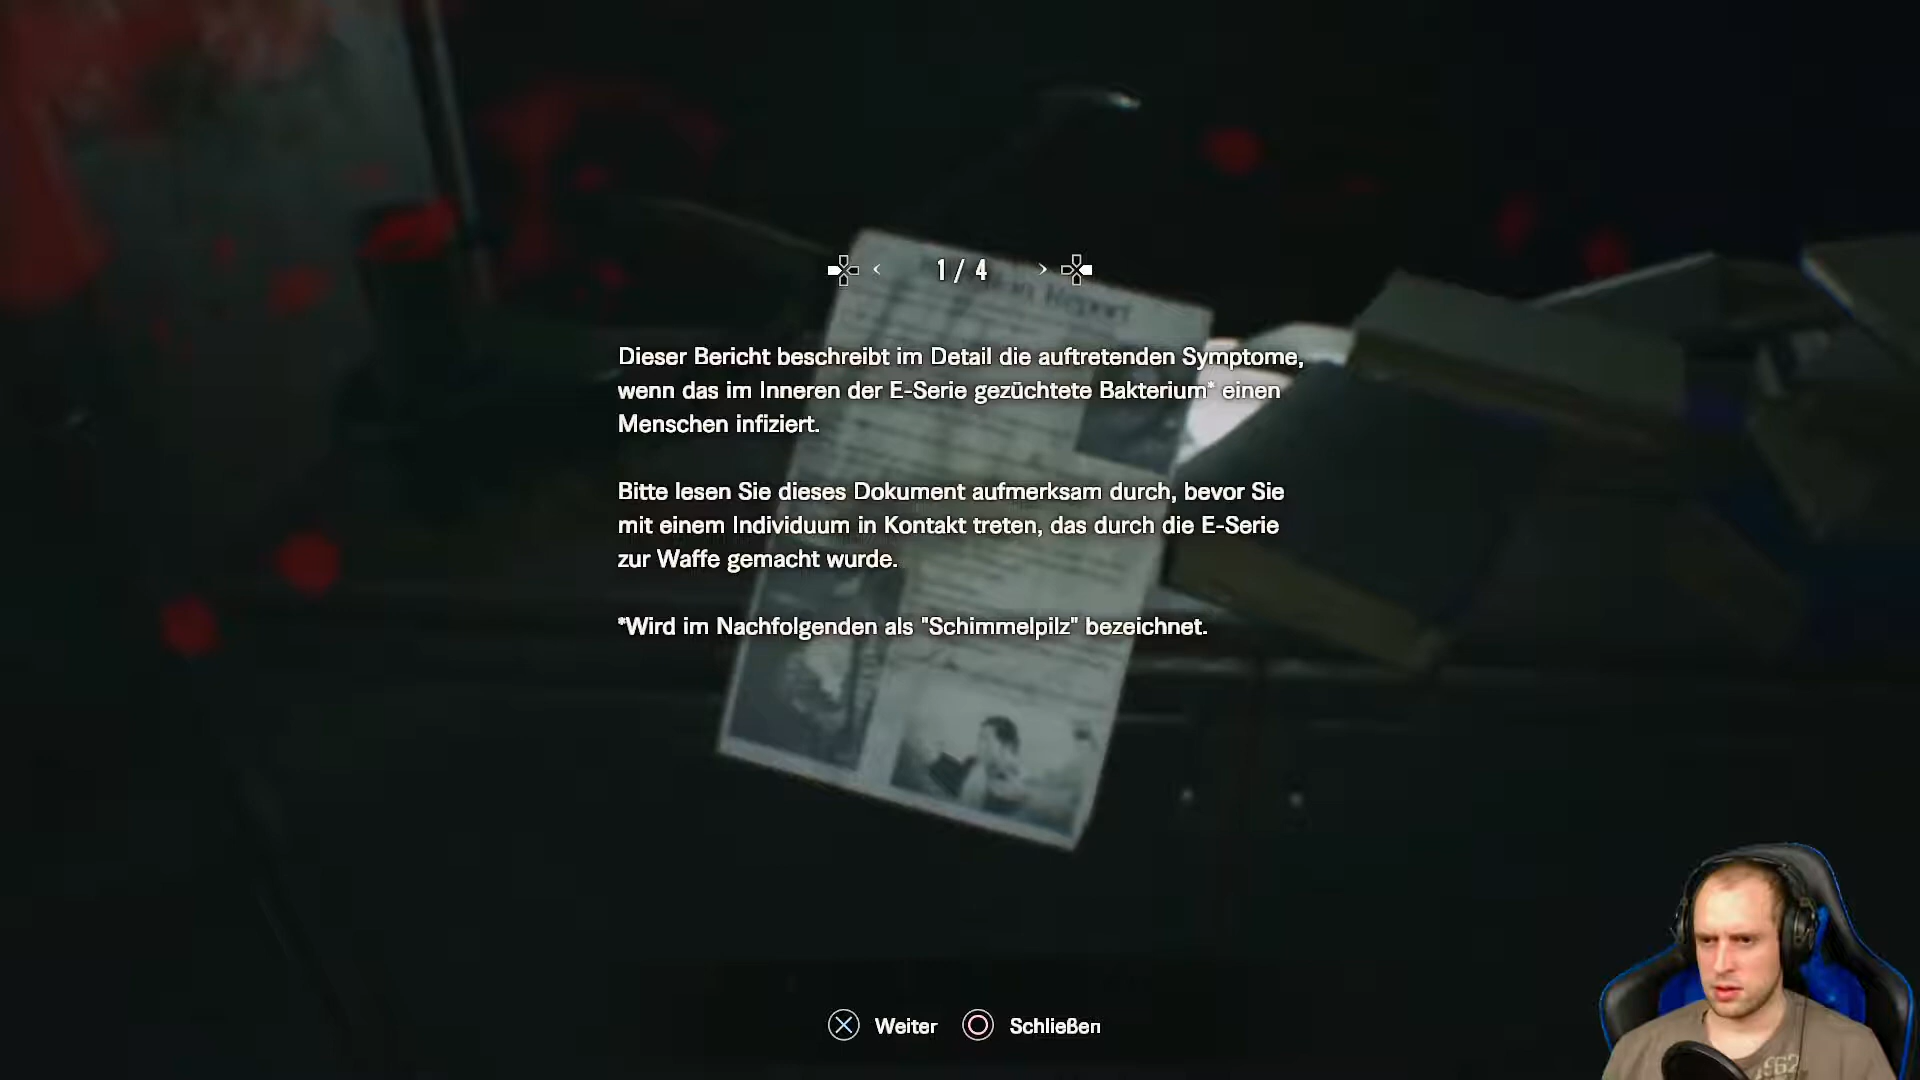 1 / 4
Report
Dieser Bericht beschreibt im Detail die auftretenden Symptome,
wenn das im Inneren der E-Serie gezüchtete Bakterium* einen
Menschen infiziert.
Bitte lesen Sie dieses Dokument aufmerksam durch, bevor Sie
mit einem Individuum in Kontakt treten, das durch die E-Serie
zur Waffe gemacht wurde.
*Wird im Nachfolgenden als "Schimmelpilz" bezeichnet.
Weiter Schließen